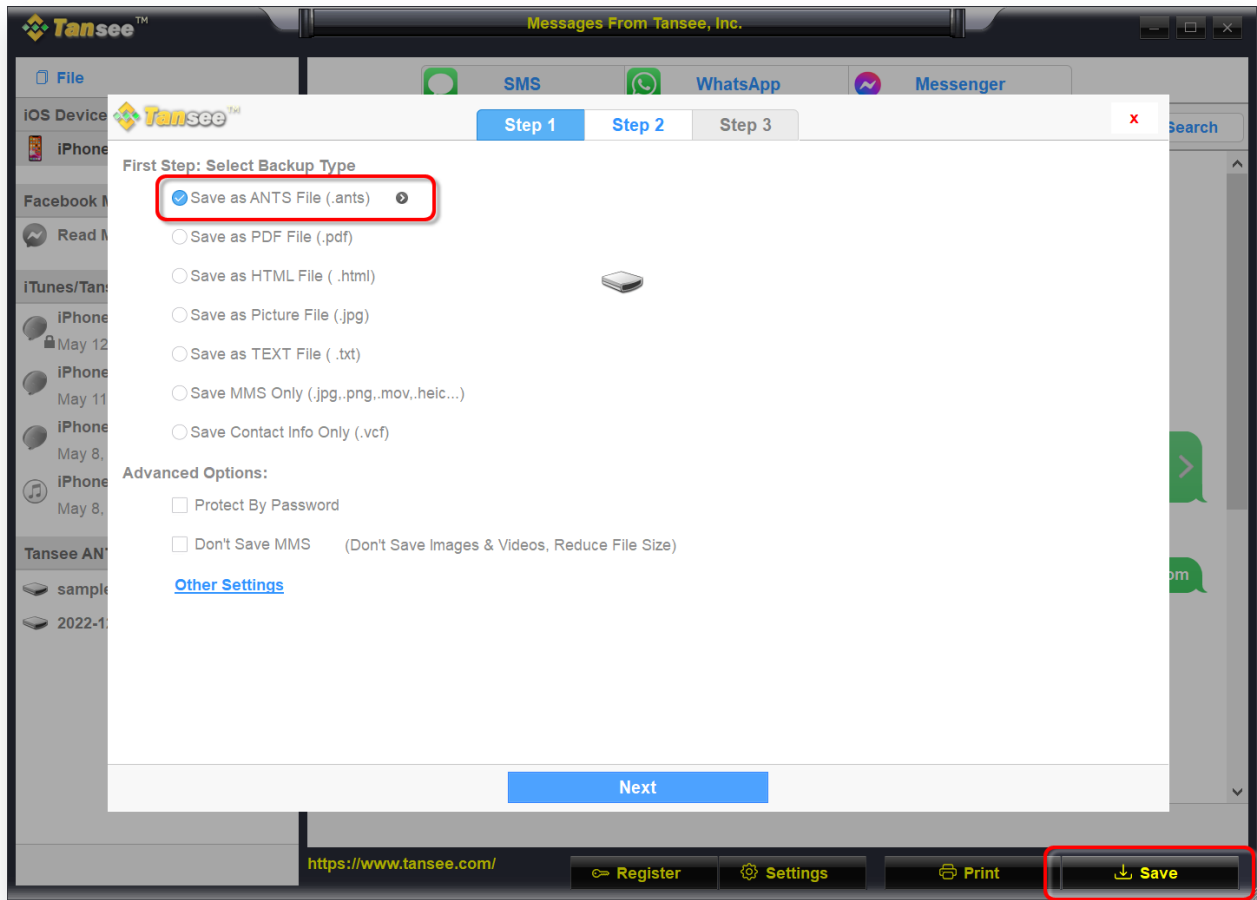 Tansee™
Messages From Tansee, Inc.
File
SMS
WhatsApp
Messenger
iOS Device
Search
iPhone
Facebook
Read
iPhone
May 12
iPhone
May 11
iPhone
May 8,
iPhone
May 8,
Tansee
sample
2022-1
Tansee™
Step 1
Step 2
Step 3
x
First Step: Select Backup Type
Save as ANTS File (.ants)
Save as PDF File (.pdf)
Save as HTML File ( .html)
Save as Picture File (.jpg)
Save as TEXT File ( .txt)
Save MMS Only (.jpg,.png,.mov,.heic...)
Save Contact Info Only (.vcf)
Advanced Options:
Protect By Password
Don't Save MMS (Don't Save Images & Videos, Reduce File Size)
Other Settings
Next
om
https://www.tansee.com/
Register
Settings
Print
Save